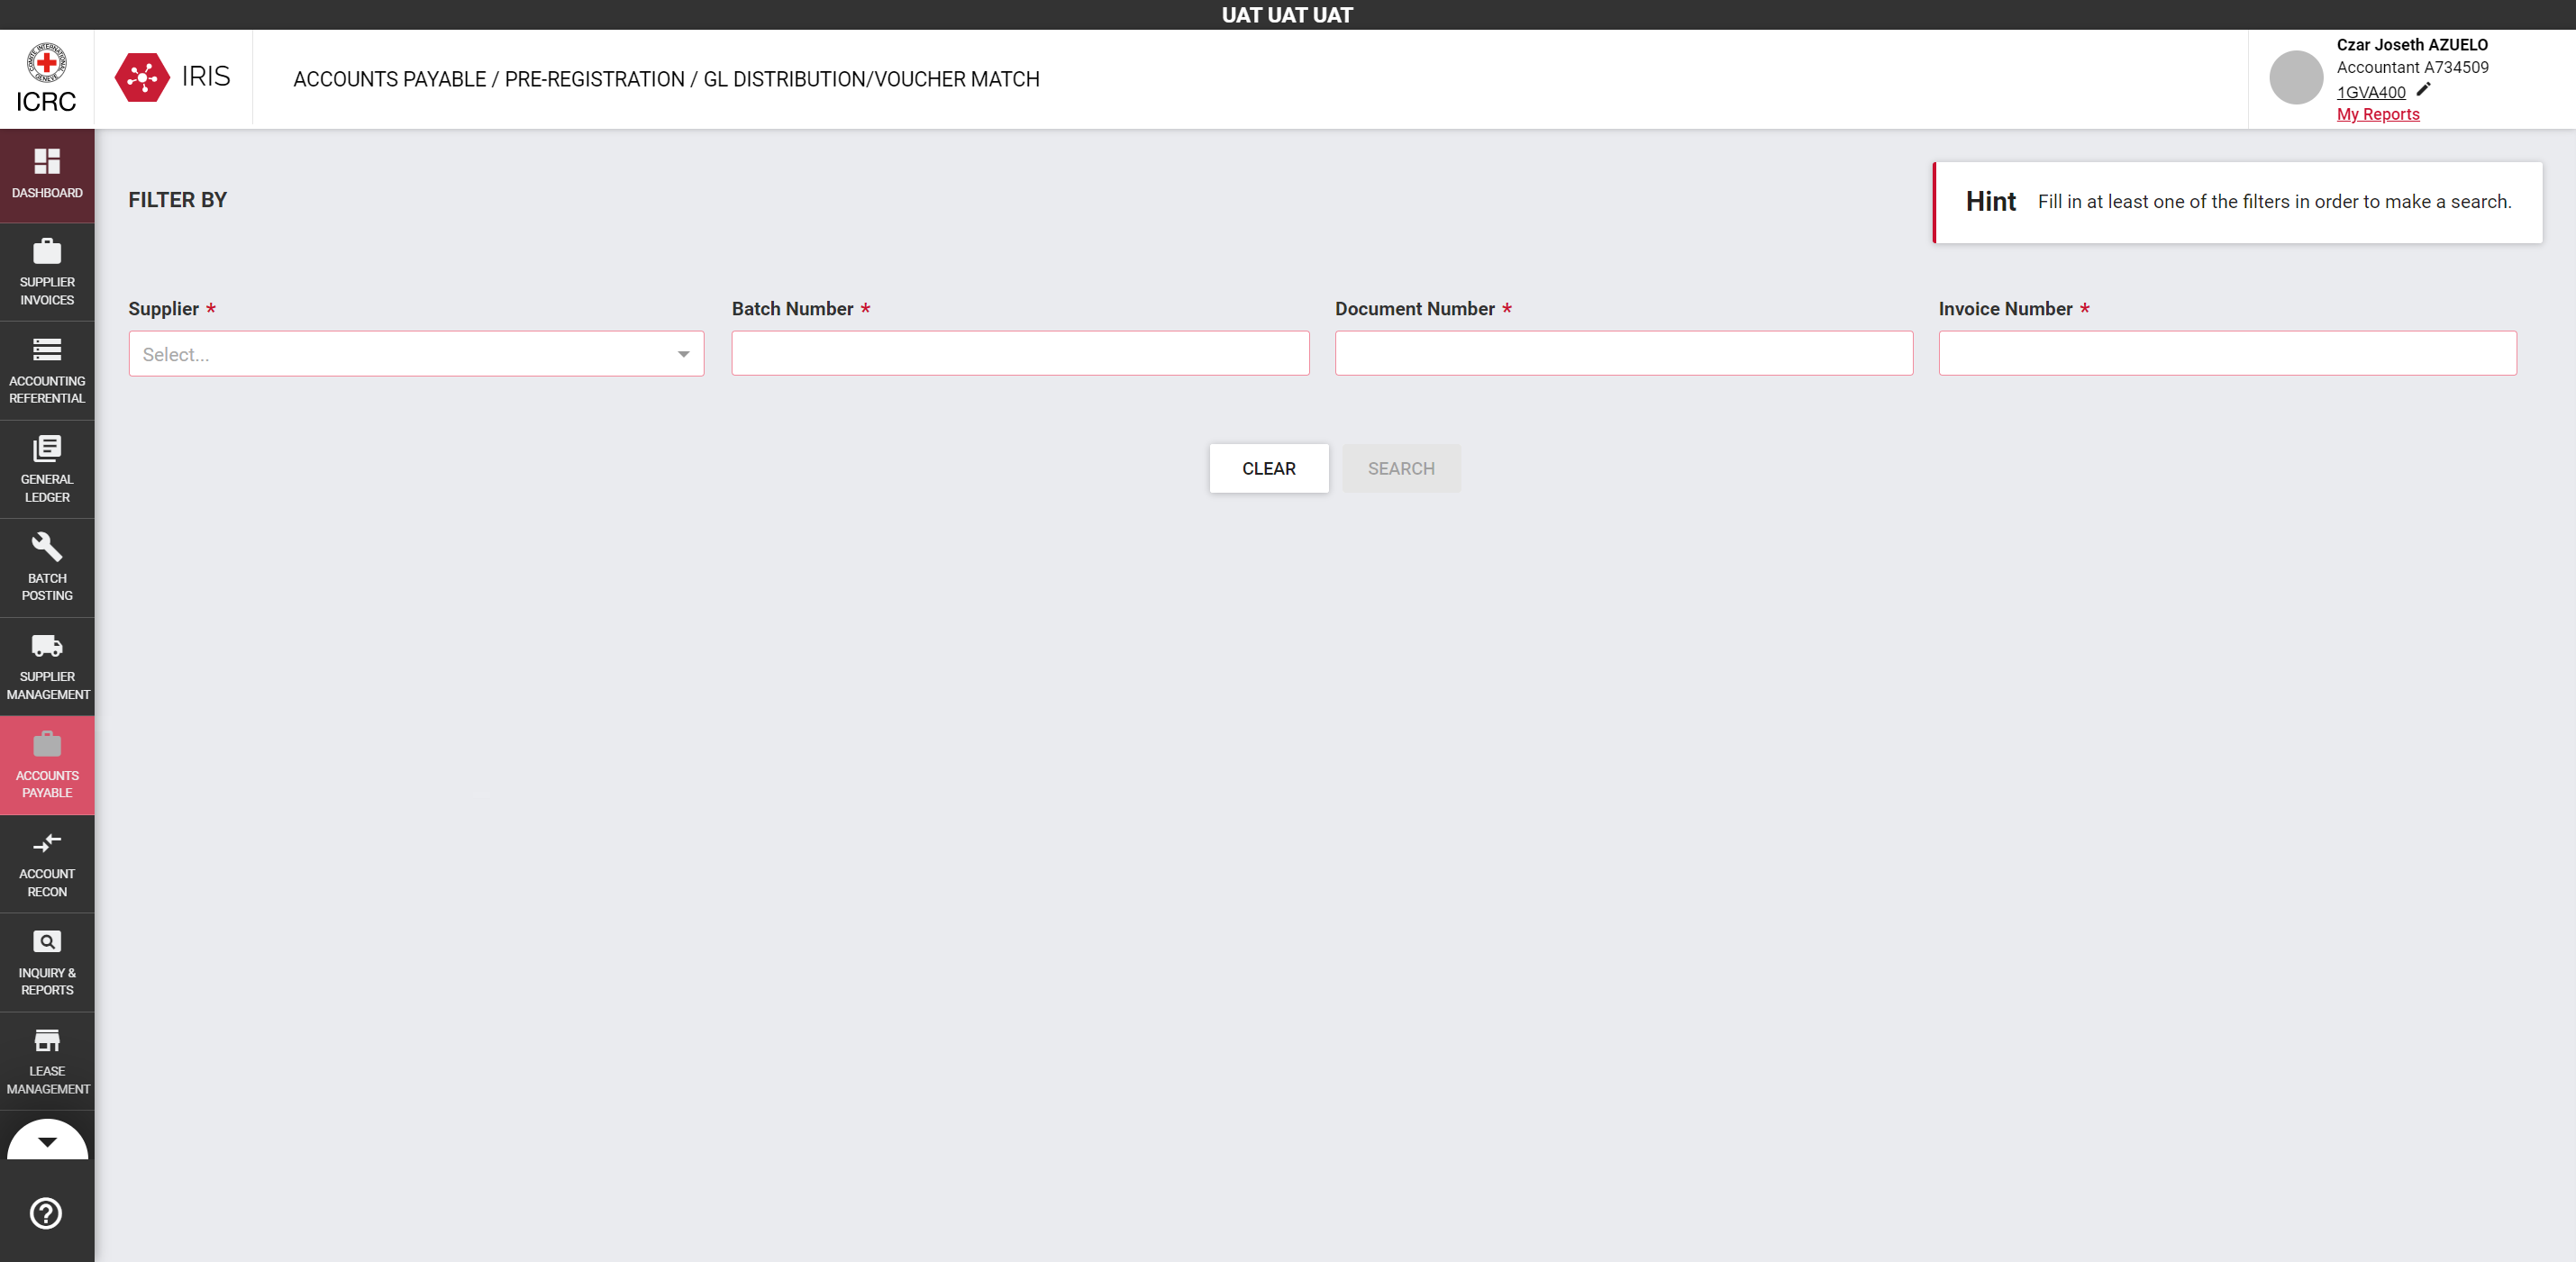 UAT UAT UAT
ICRC
IRIS
ACCOUNTS PAYABLE / PRE-REGISTRATION / GL DISTRIBUTION/VOUCHER MATCH
Czar Joseth AZUELO
Accountant A734509
1GVA400
My Reports
DASHBOARD
SUPPLIER
INVOICES
ACCOUNTING
REFERENTIAL
GENERAL
LEDGER
BATCH
POSTING
SUPPLIER
MANAGEMENT
ACCOUNTS
PAYABLE
ACCOUNT
RECON
INQUIRY &
REPORTS
LEASE
MANAGEMENT
FILTER BY
Hint Fill in at least one of the filters in order to make a search.
Supplier *
Select...
Batch Number *
Document Number *
Invoice Number *
CLEAR
SEARCH